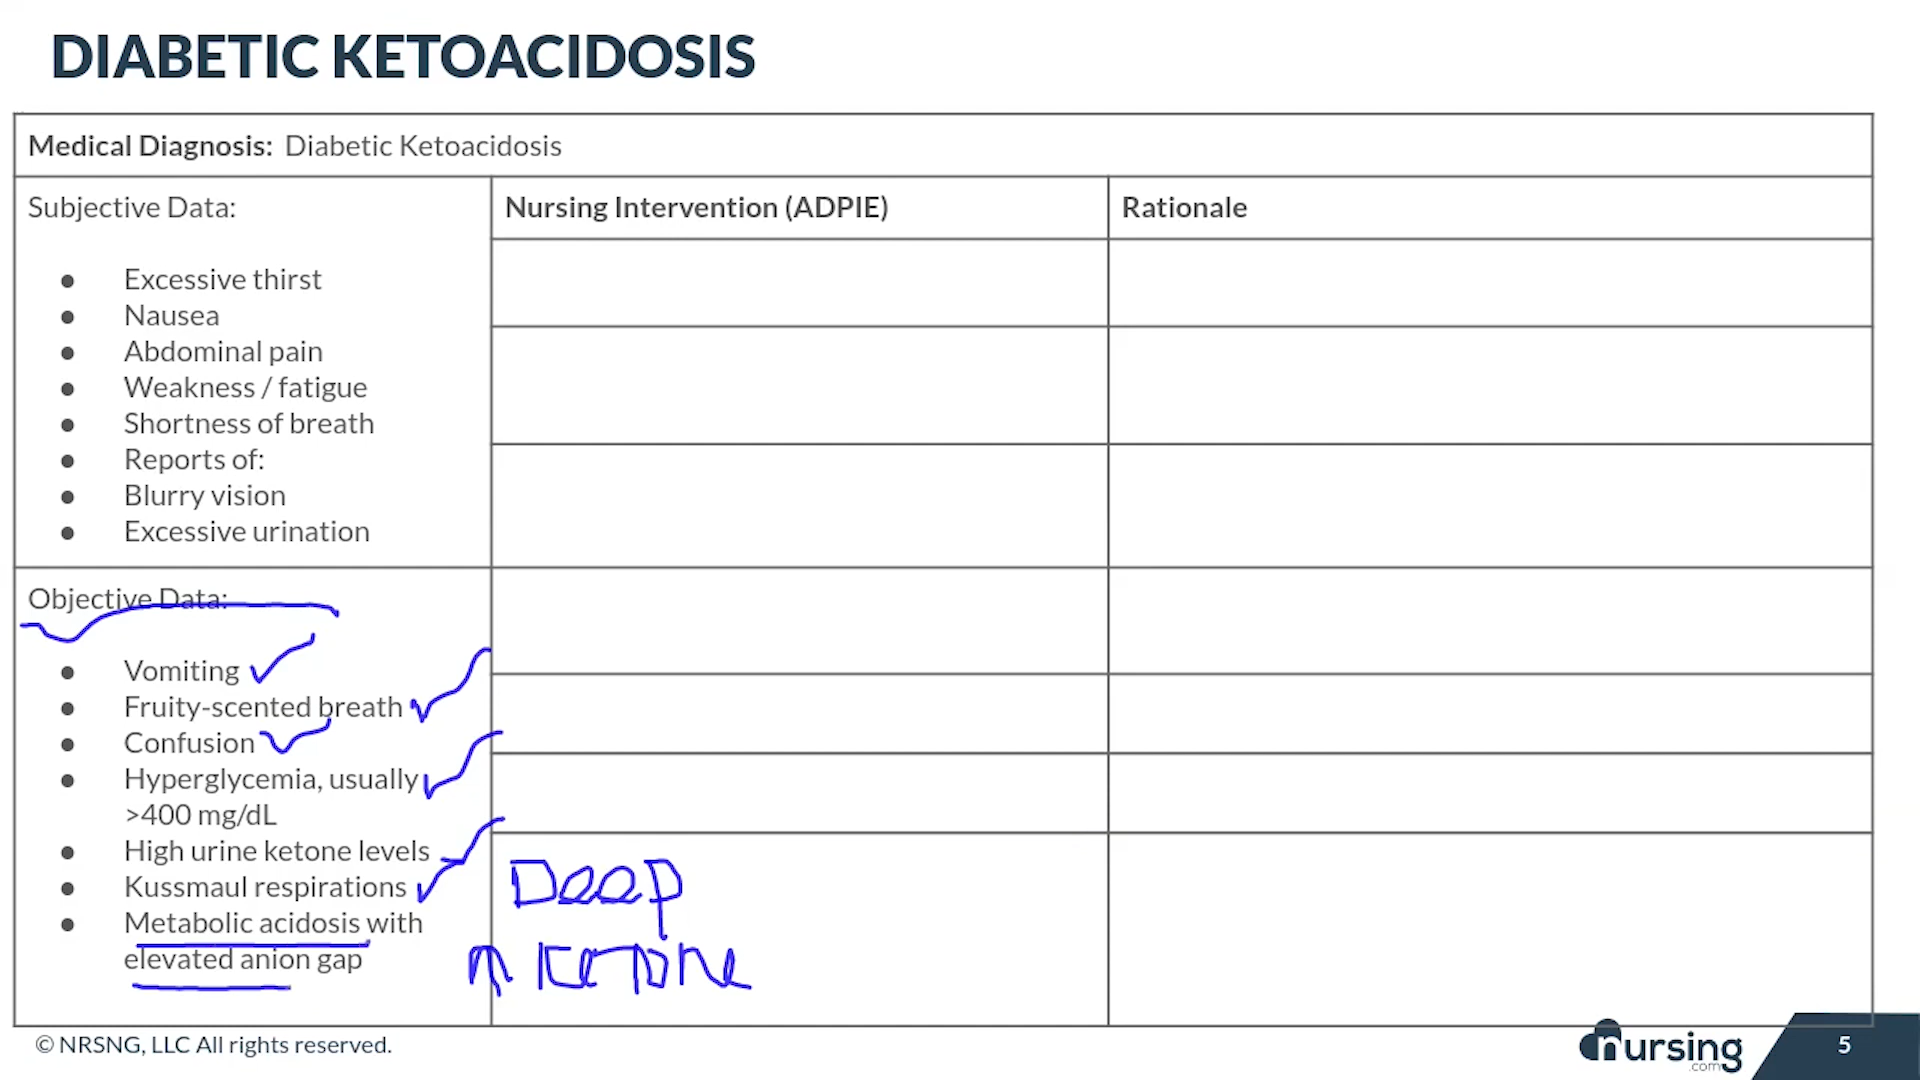 DIABETIC KETOACIDOSIS
Medical Diagnosis: Diabetic Ketoacidosis
Subjective Data:
● Excessive thirst
● Nausea
● Abdominal pain
● Weakness / fatigue
● Shortness of breath
● Reports of:
● Blurry vision
● Excessive urination
Objective Data:
● Vomiting
● Fruity-scented breath
● Confusion
● Hyperglycemia, usually
>400 mg/dL
● High urine ketone levels
● Kussmaul respirations
● Metabolic acidosis with
elevated anion gap
Nursing Intervention (ADPIE)
Deep
↑ Ketone
Rationale
© NRSNG, LLC All rights reserved.
nursing
.com
5